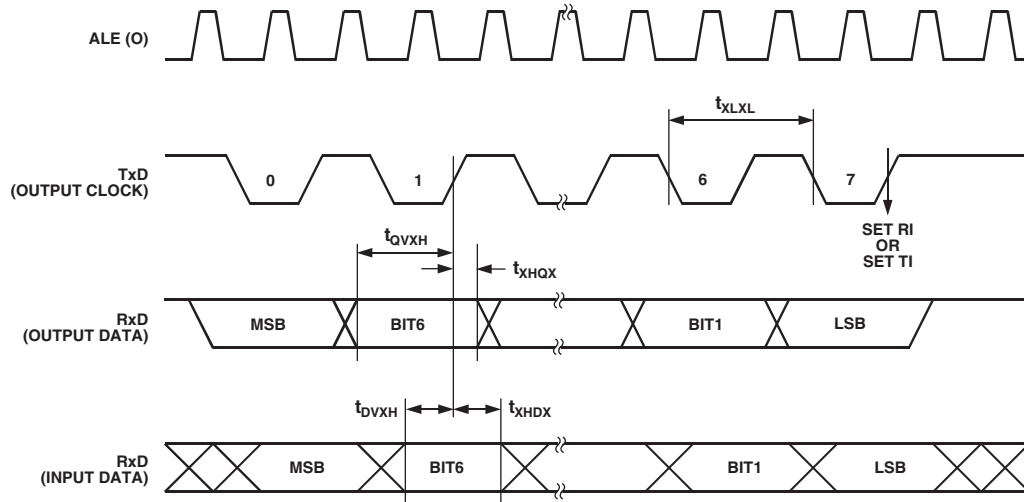 ALE (O)
TxD
(OUTPUT CLOCK)
0
1
6
7
tXLXL
SET RI
OR
SET TI
tQVXH
tXHQX
RxD
(OUTPUT DATA)
MSB
BIT6
BIT1
LSB
tDVXH
tXHDX
RxD
(INPUT DATA)
MSB
BIT6
BIT1
LSB